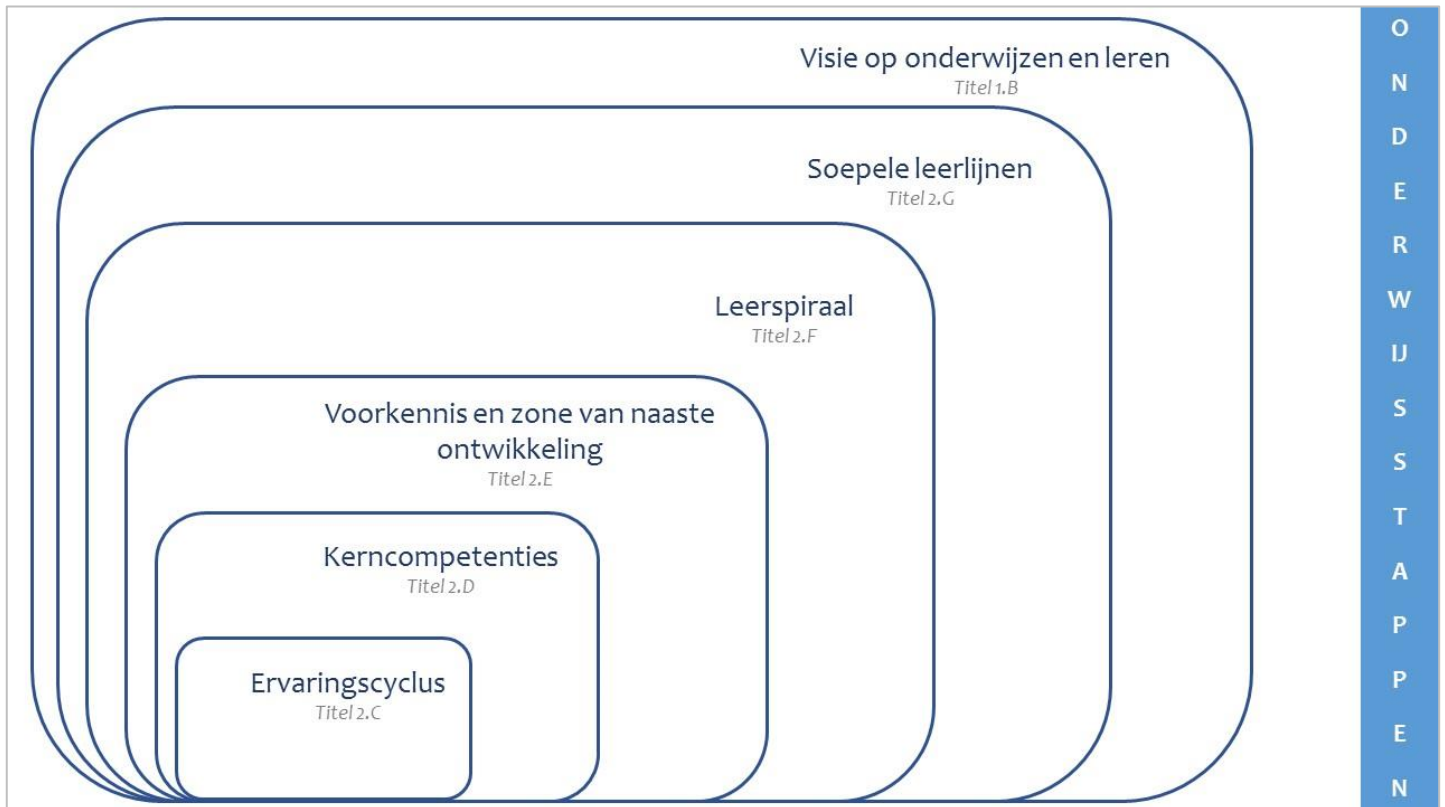 Visie op onderwijzen en leren
Titel 1.B
Soepele leerlijnen
Titel 2.G
Leerspiraal
Titel 2.F
Voorkennis en zone van naaste
ontwikkeling
Titel 2.E
Kerncompetenties
Titel 2.D
Ervaringscyclus
Titel 2.C
O
N
D
E
R
W
IJ
S
S
T
A
P
P
E
N